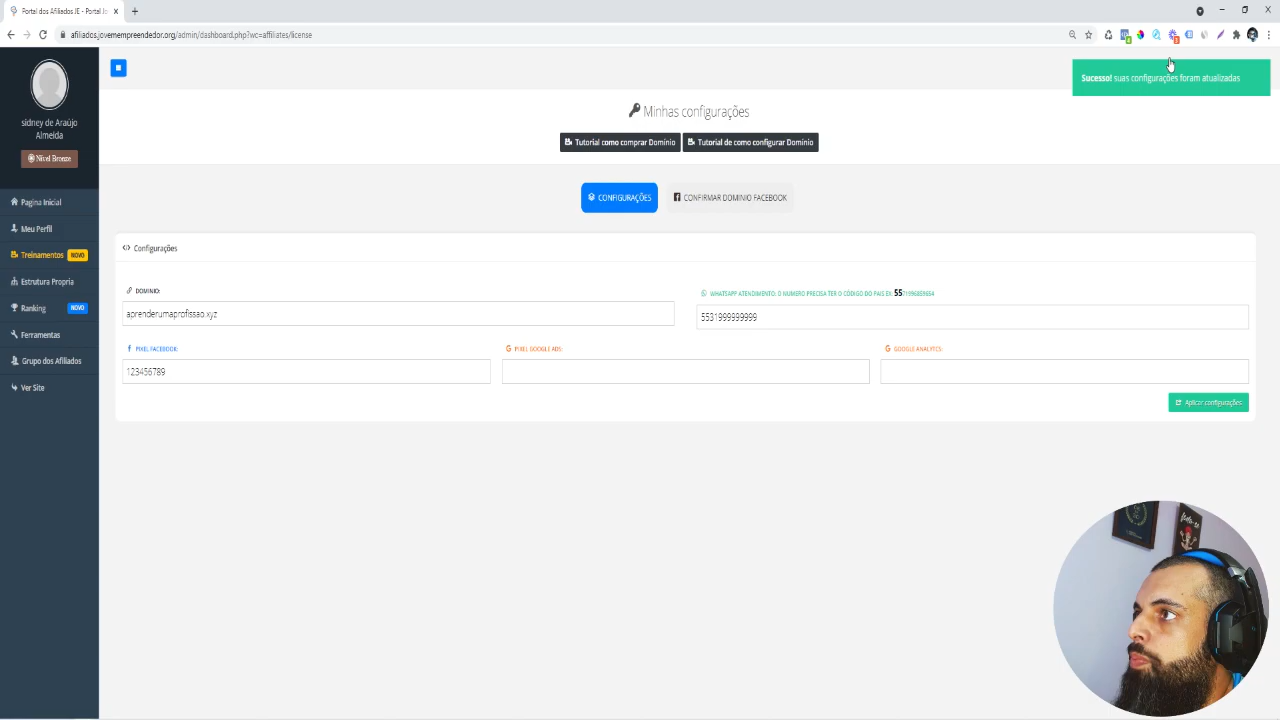 Portal dos Afiliados JE - Portal Jo
afiliados.jovemempreendedor.org/admin/dashboard.php?wc=affiliates/license
Sucesso! suas configurações foram atualizadas
sidney de Araújo
Almeida
Nível Bronze
Pagina Inicial
Meu Perfil
Treinamentos NOVO
Estrutura Propria
Ranking NOVO
Ferramentas
Grupo dos Afiliados
Ver Site
Minhas configurações
Tutorial como comprar Domínio
Tutorial de como configurar Domínio
CONFIGURAÇÕES
CONFIRMAR DOMINIO FACEBOOK
Configurações
DOMINIO:
aprenderumaprofissao.xyz
WHATSAPP ATENDIMENTO: O NUMERO PRECISA TER O CÓDIGO DO PAIS EX: 5571996859654
5531999999999
PIXEL FACEBOOK:
123456789
PIXEL GOOGLE ADS:
GOOGLE ANALYTCS:
Aplicar configurações